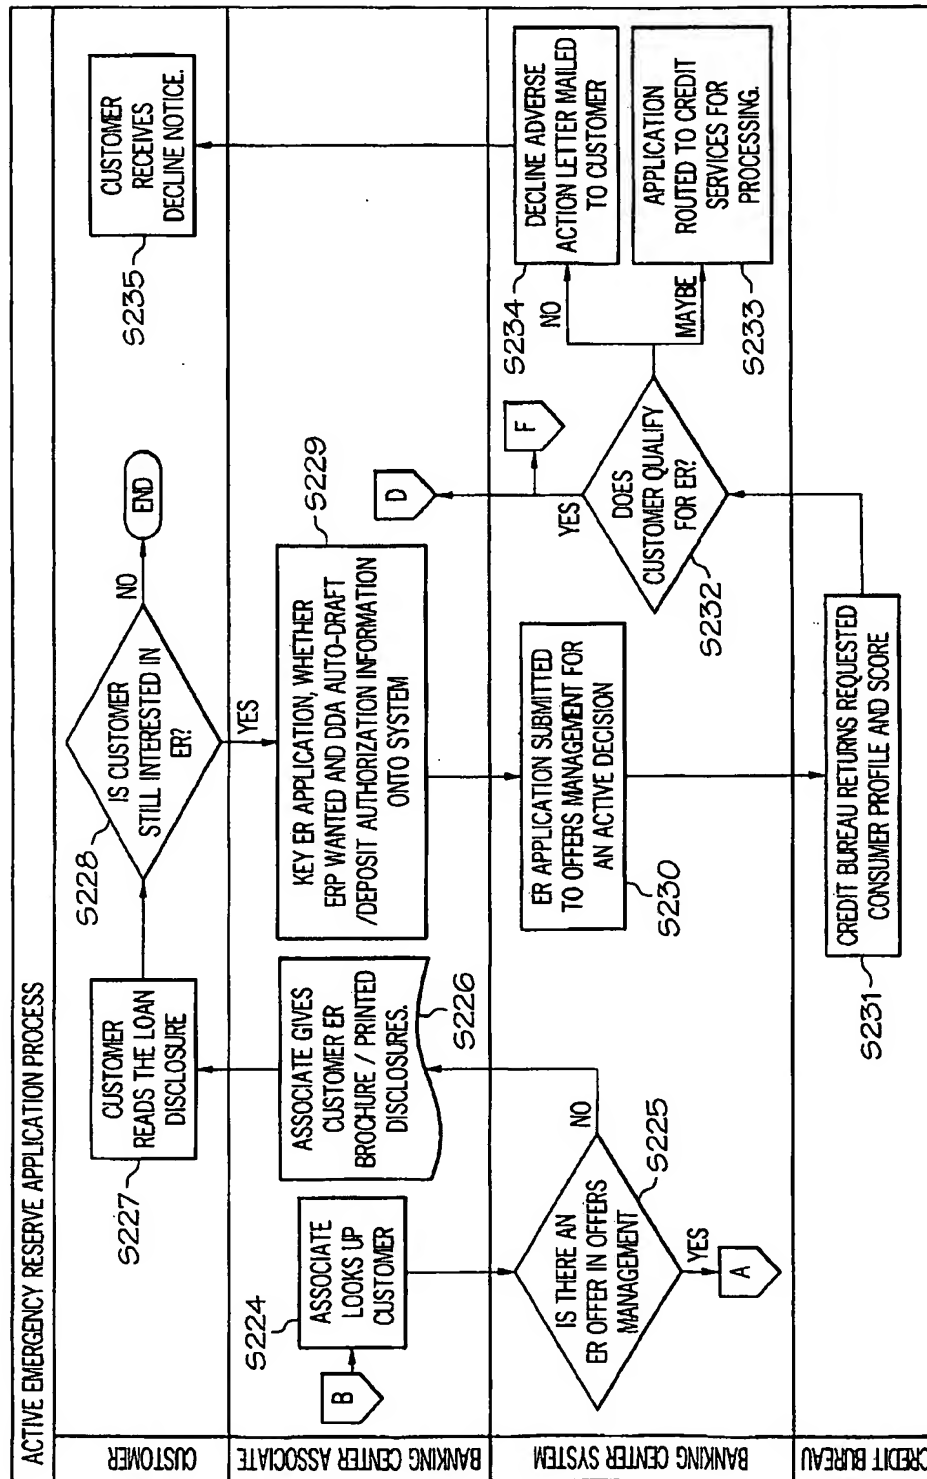 ACTIVE EMERGENCY RESERVE APPLICATION PROCESS
CUSTOMER
CUSTOMER
READS THE LOAN
DISCLOSURE
S227
IS CUSTOMER
STILL INTERESTED IN
ER?
S228
NO
END
YES
CUSTOMER
RECEIVES
DECLINE NOTICE.
S235
BANKING CENTER ASSOCIATE
B
S224
ASSOCIATE
LOOKS UP
CUSTOMER
ASSOCIATE GIVES
CUSTOMER ER
BROCHURE / PRINTED
DISCLOSURES.
S226
KEY ER APPLICATION, WHETHER
ERP WANTED AND DDA AUTO-DRAFT
/DEPOSIT AUTHORIZATION INFORMATION
ONTO SYSTEM
S229
D
BANKING CENTER SYSTEM
IS THERE AN
ER OFFER IN OFFERS
MANAGEMENT
S225
NO
YES
A
ER APPLICATION SUBMITTED
TO OFFERS MANAGEMENT FOR
AN ACTIVE DECISION
S230
YES
F
DOES
CUSTOMER QUALIFY
FOR ER?
S232
NO
MAYBE
S234
DECLINE ADVERSE
ACTION LETTER MAILED
TO CUSTOMER
APPLICATION
ROUTED TO CREDIT
SERVICES FOR
PROCESSING.
S233
CREDIT BUREAU
CREDIT BUREAU RETURNS REQUESTED
CONSUMER PROFILE AND SCORE
S231